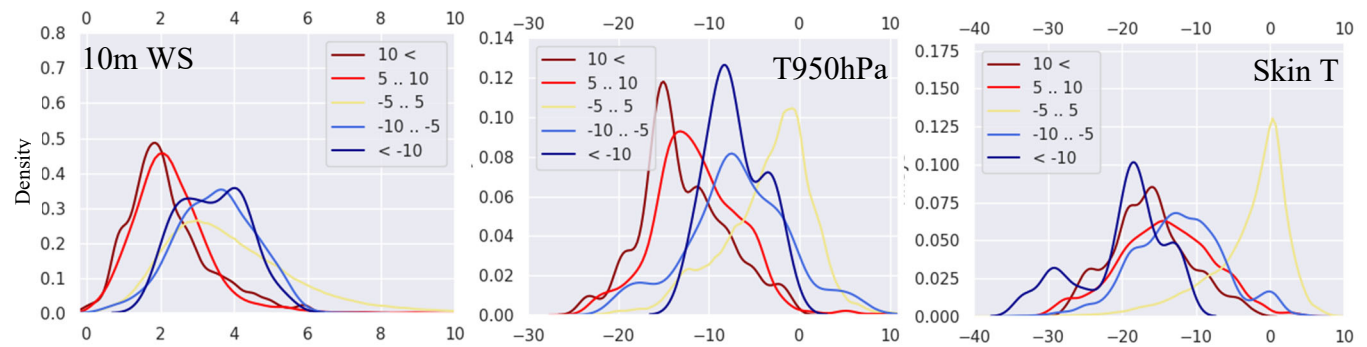 0 2 4 6 8 10
0.8
0.7
0.6
0.5
0.4
0.3
0.2
0.1
0.0
Density
10m WS
10 <
5 .. 10
-5 .. 5
-10 .. -5
< -10
0 2 4 6 8 10
−30 −20 −10 0
0.14
0.12
0.10
0.08
0.06
0.04
0.02
0.00
10 <
5 .. 10
-5 .. 5
-10 .. -5
< -10
T950hPa
−30 −20 −10 0 10
−40 −30 −20 −10 0 10
0.175
0.150
0.125
0.100
0.075
0.050
0.025
0.000
10 <
5 .. 10
-5 .. 5
-10 .. -5
< -10
Skin T
−40 −30 −20 −10 0 10